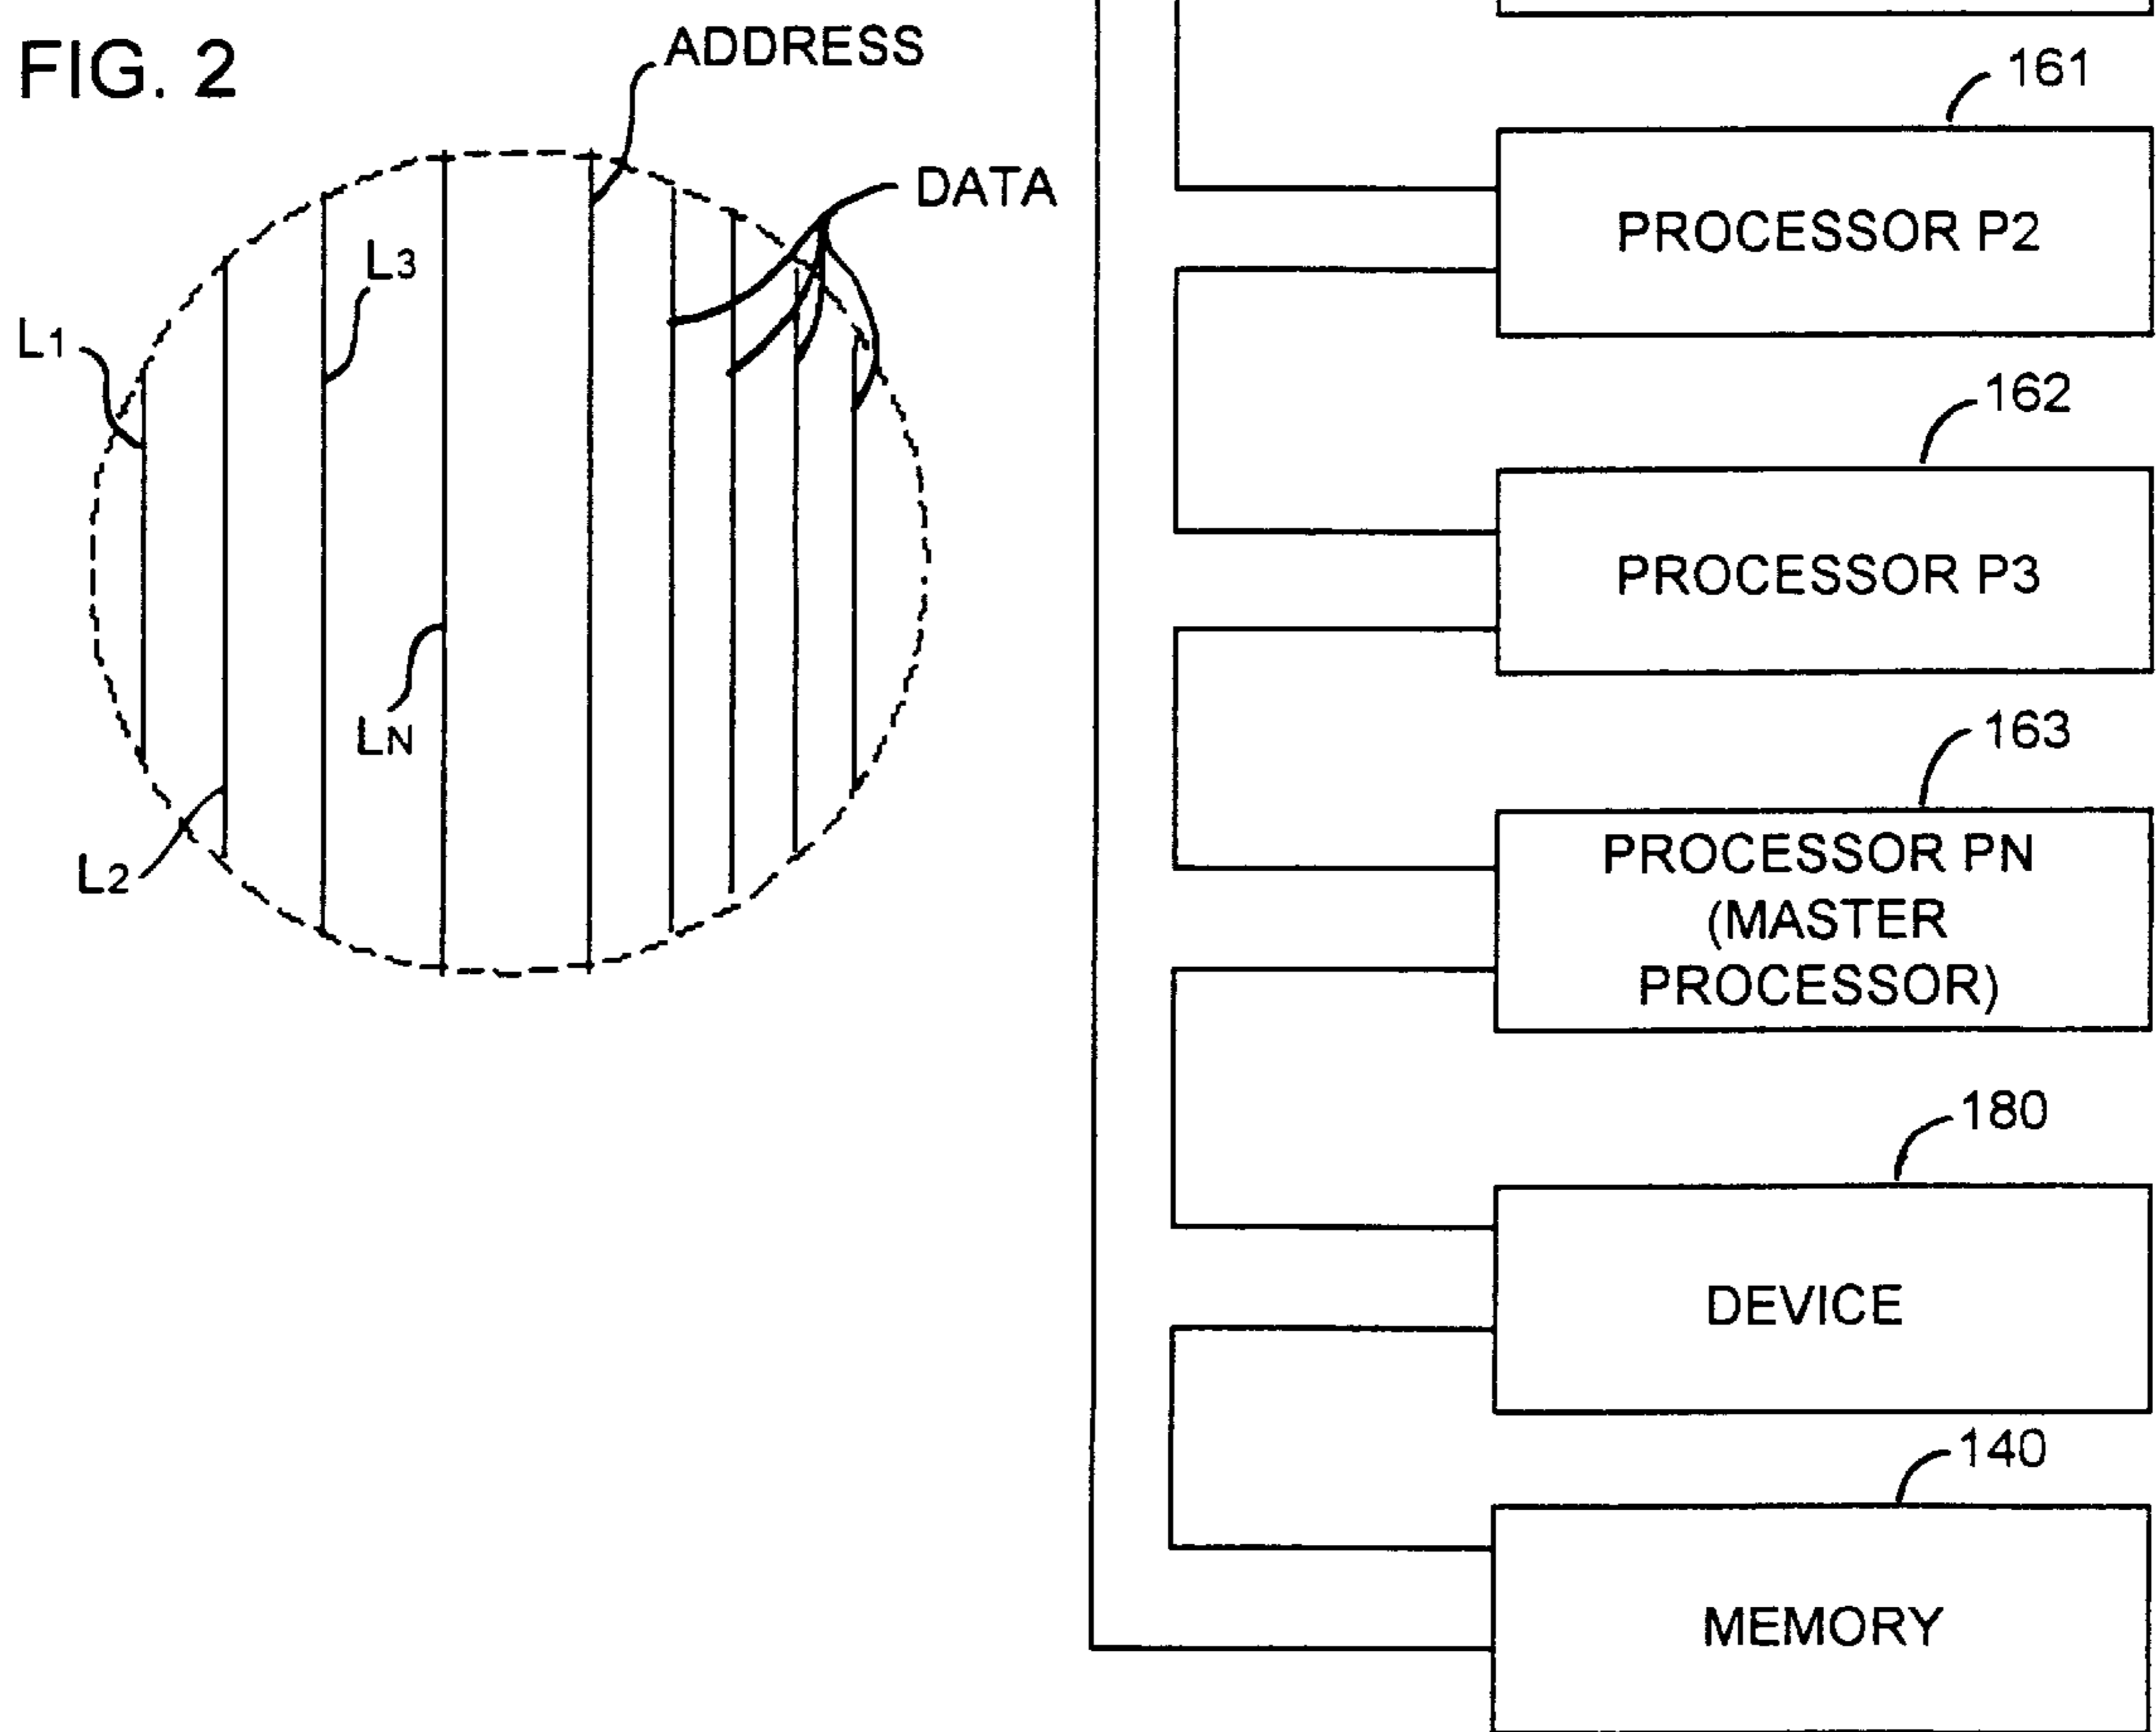 FIG. 2
ADDRESS
DATA
L1
L3
LN
L2
161
PROCESSOR P2
162
PROCESSOR P3
163
PROCESSOR PN
(MASTER
PROCESSOR)
180
DEVICE
140
MEMORY